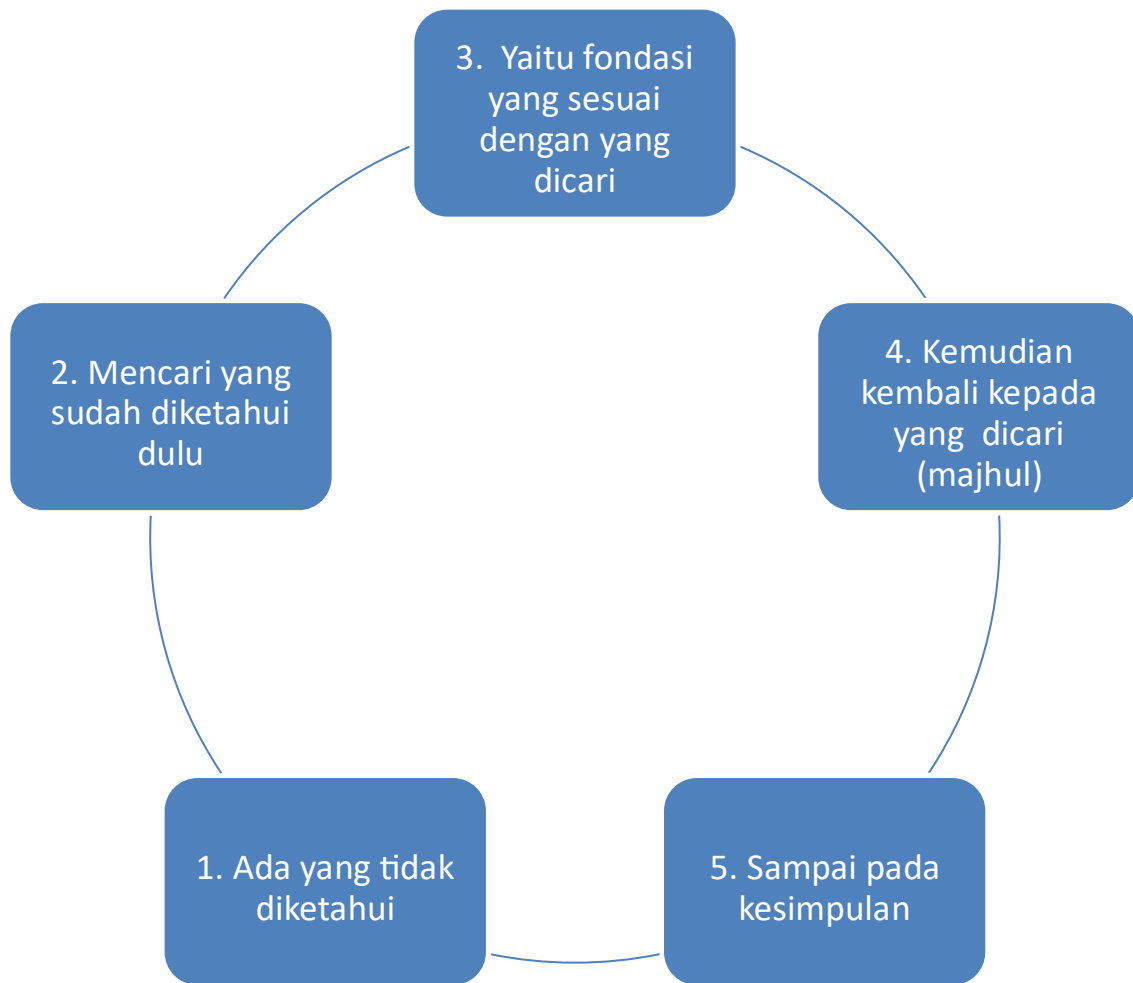 3. Yaitu fondasi
yang sesuai
dengan yang
dicari
2. Mencari yang
sudah diketahui
dulu
4. Kemudian
kembali kepada
yang dicari
(majhul)
1. Ada yang tidak
diketahui
5. Sampai pada
kesimpulan